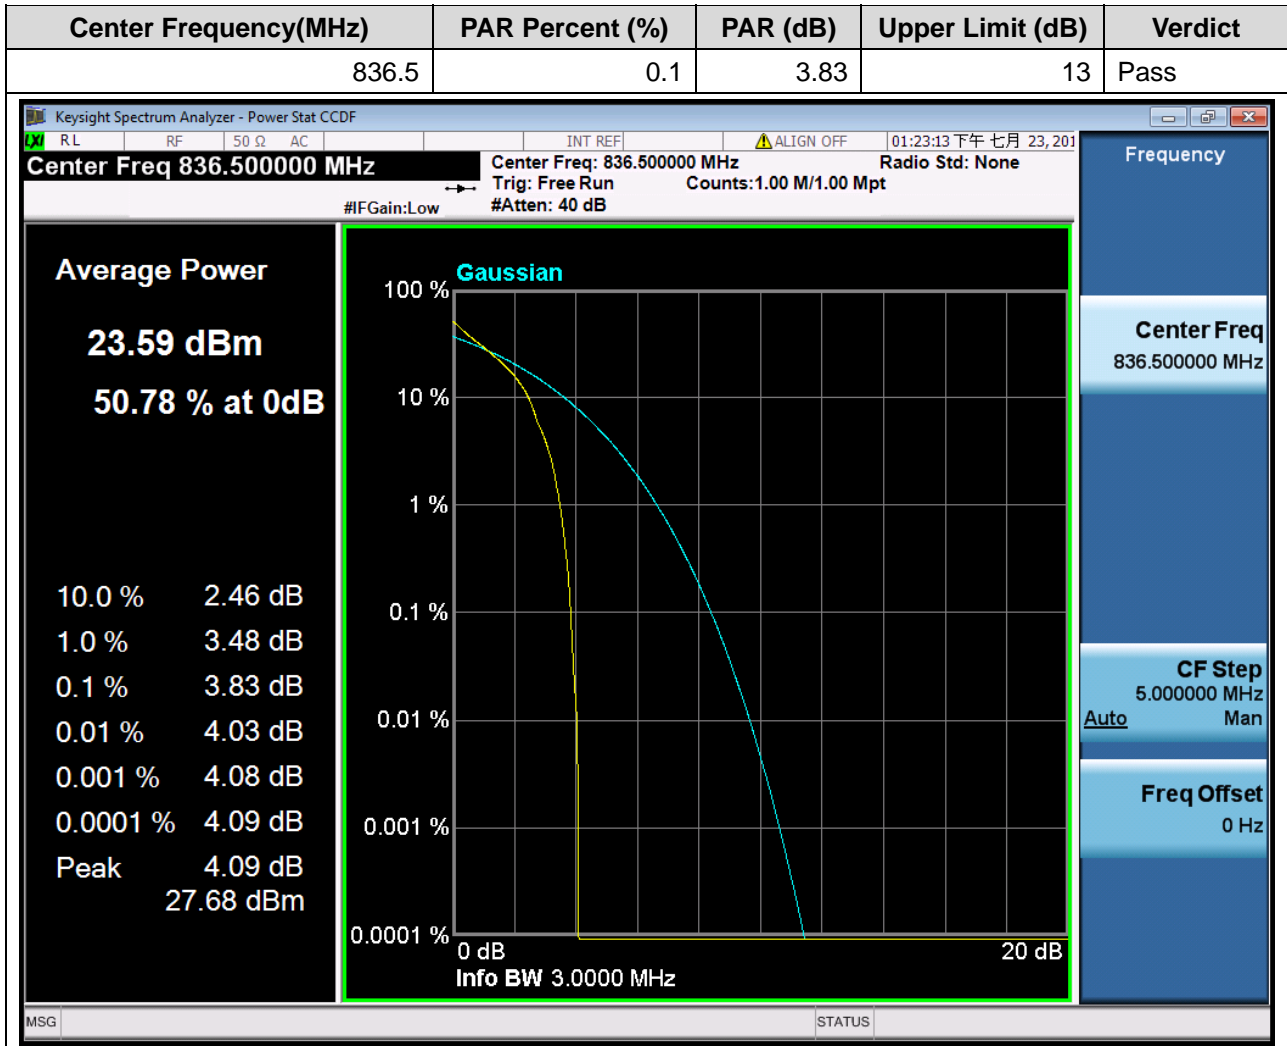 Center Frequency(MHz) PAR Percent (%) PAR (dB) Upper Limit (dB) Verdict
836.5 0.1 3.83 13 Pass
Keysight Spectrum Analyzer - Power Stat CCDF
LXI RL RF 50 Ω AC INT REF ALIGN OFF 01:23:13 下午 七月 23, 201
Center Freq 836.500000 MHz
Center Freq: 836.500000 MHz Radio Std: None
Trig: Free Run Counts:1.00 M/1.00 Mpt
#IFGain:Low #Atten: 40 dB
Frequency
Average Power
23.59 dBm
50.78 % at 0dB
10.0 % 2.46 dB
1.0 % 3.48 dB
0.1 % 3.83 dB
0.01 % 4.03 dB
0.001 % 4.08 dB
0.0001 % 4.09 dB
Peak 4.09 dB
27.68 dBm
Gaussian
100 %
10 %
1 %
0.1 %
0.01 %
0.001 %
0.0001 %
0 dB 20 dB
Info BW 3.0000 MHz
Center Freq
836.500000 MHz
CF Step
5.000000 MHz
Auto Man
Freq Offset
0 Hz
MSG STATUS